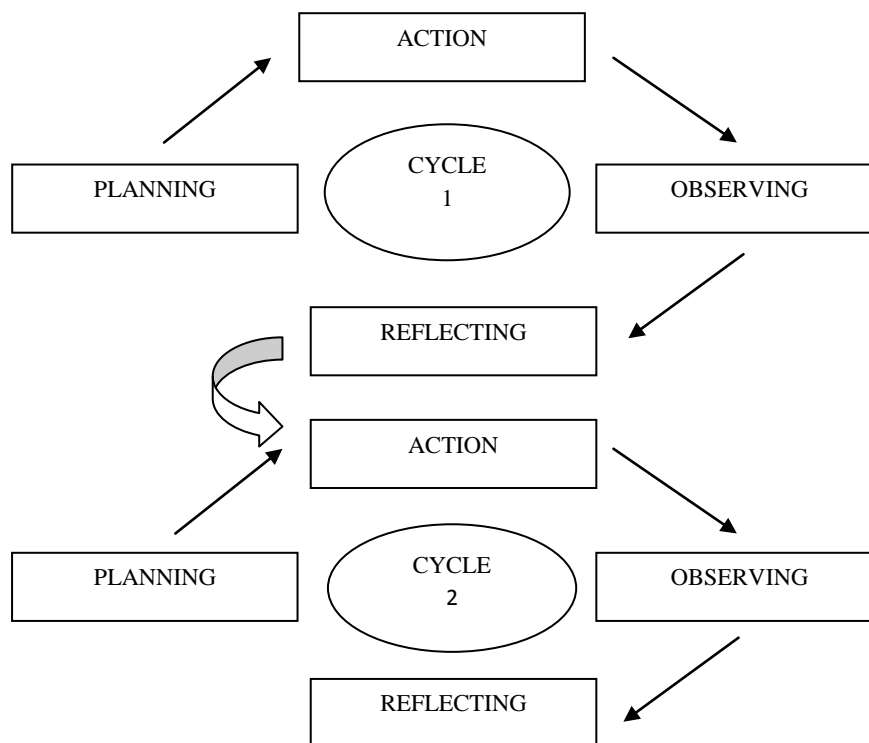 ACTION
PLANNING
CYCLE
1
OBSERVING
REFLECTING
ACTION
PLANNING
CYCLE
2
OBSERVING
REFLECTING